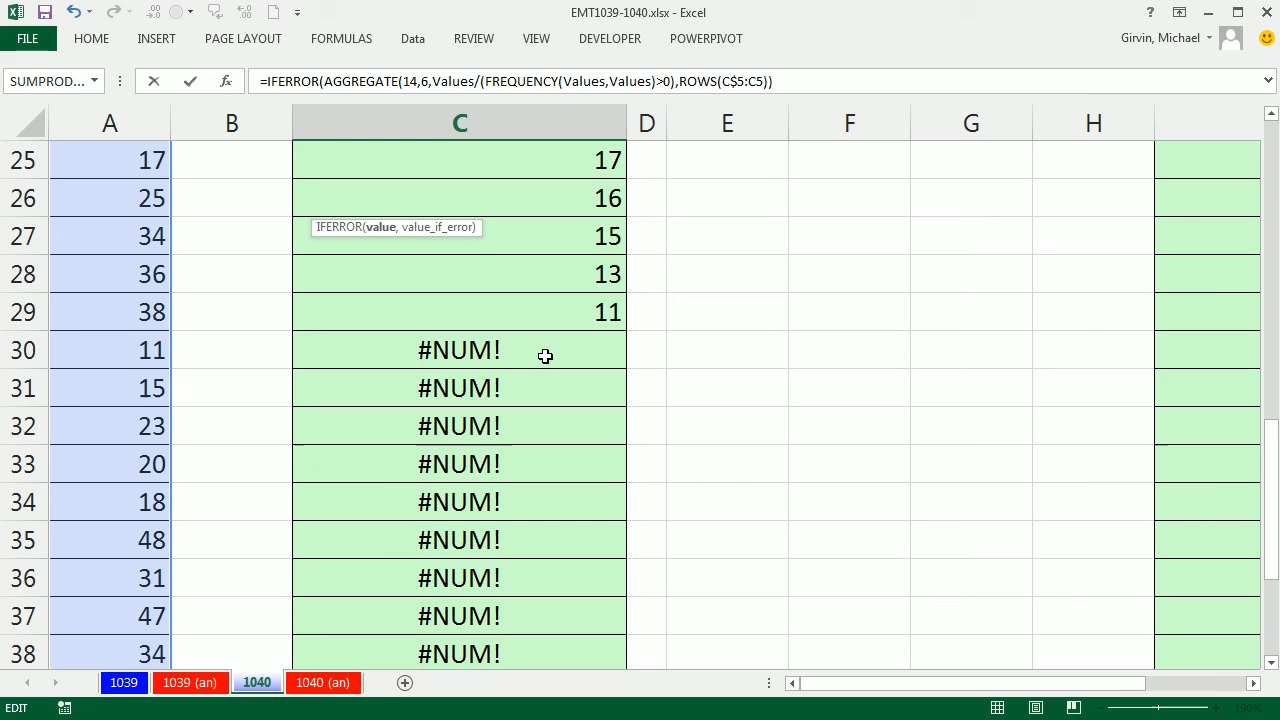 EMT1039-1040.xlsx - Excel
FILE HOME INSERT PAGE LAYOUT FORMULAS Data REVIEW VIEW DEVELOPER POWERPIVOT Girvin, Michael
SUMPROD... =IFERROR(AGGREGATE(14,6,Values/(FREQUENCY(Values,Values)>0),ROWS(C$5:C5))
A B C D E F G H
25 17 17
26 25 16
IFERROR(value, value_if_error)
27 34 15
28 36 13
29 38 11
30 11 #NUM!
31 15 #NUM!
32 23 #NUM!
33 20 #NUM!
34 18 #NUM!
35 48 #NUM!
36 31 #NUM!
37 47 #NUM!
38 34 #NUM!
1039 1039 (an) 1040 1040 (an)
EDIT 190%